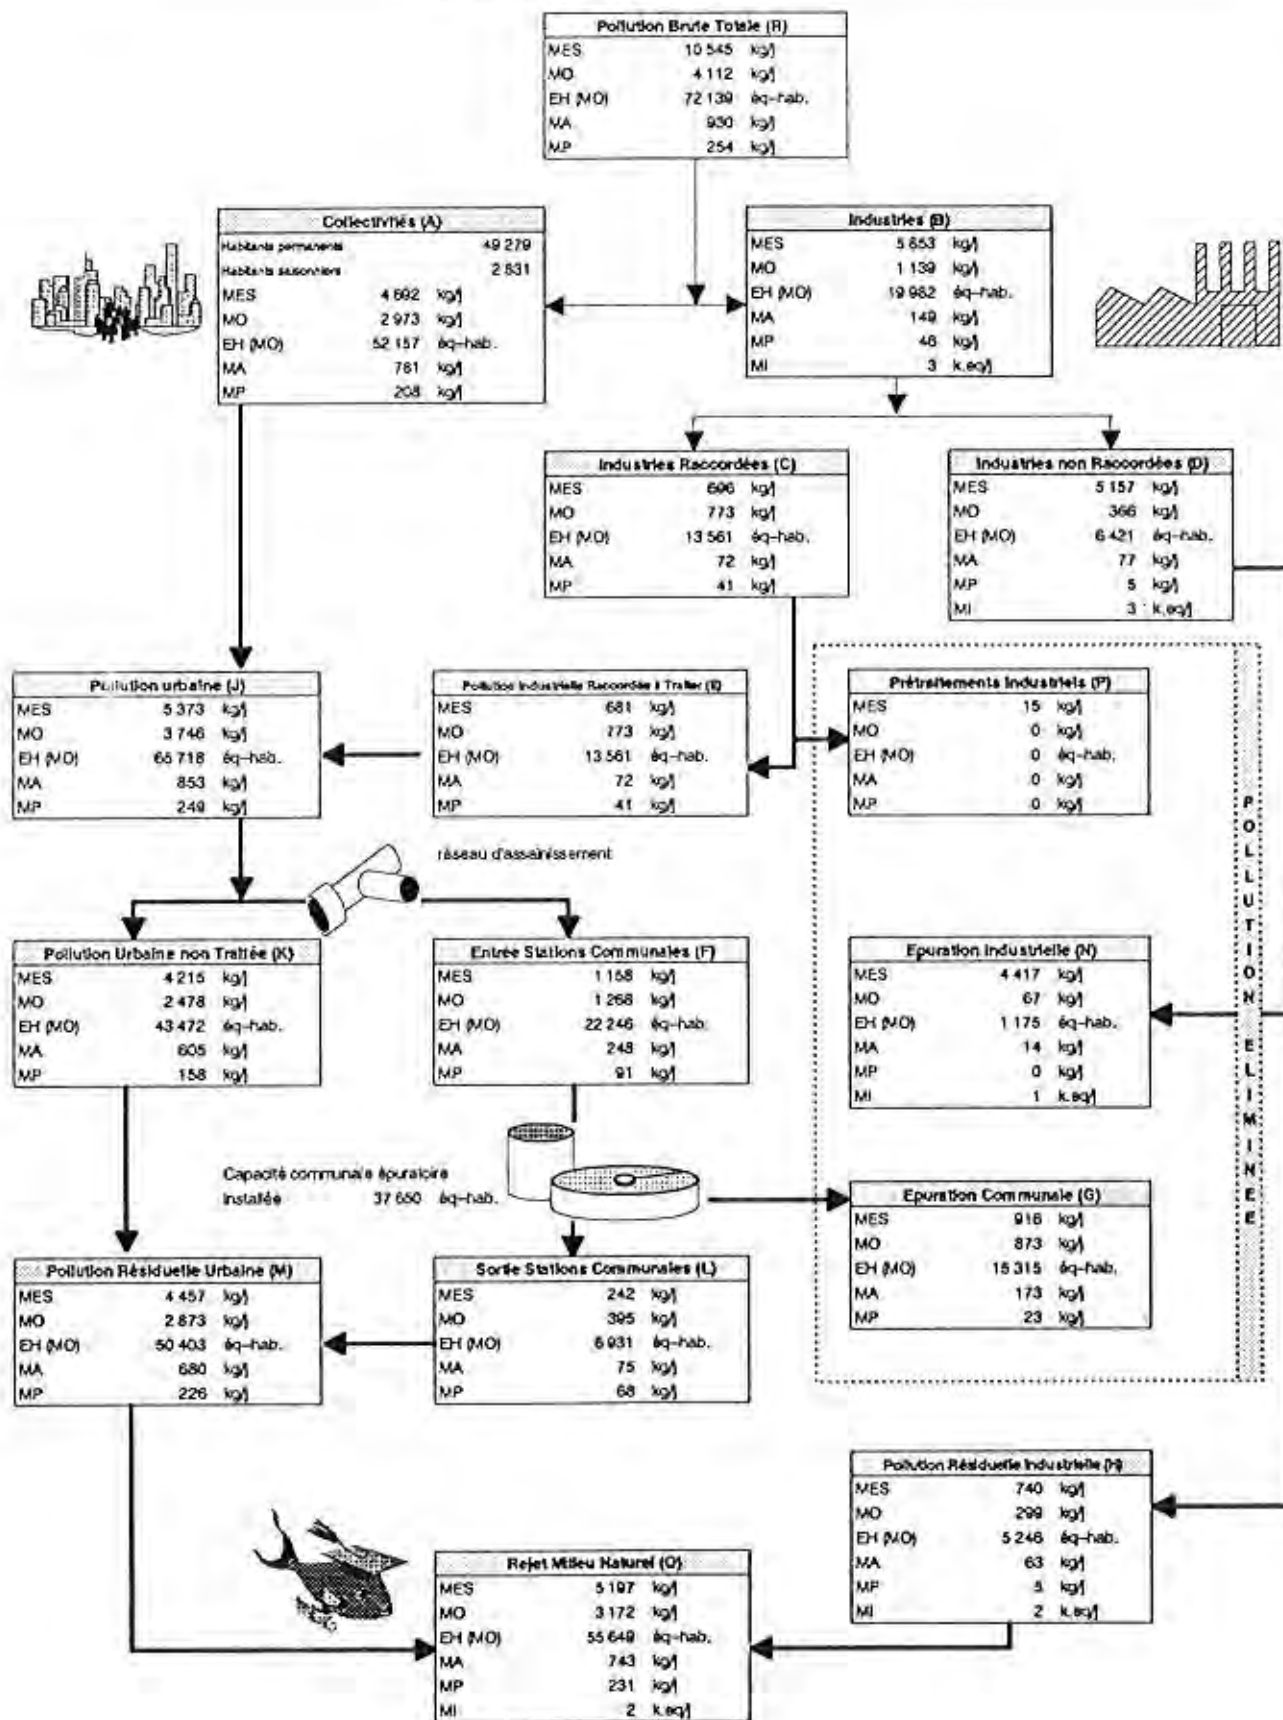 Pollution Brute Totale (R)
MES 10 545 kg/j
MO 4 112 kg/j
EH (MO) 72 139 éq-hab.
MA 930 kg/j
MP 254 kg/j
Collectivités (A)
Habitants permanents 49 279
Habitants saisonniers 2 831
MES 4 692 kg/j
MO 2 973 kg/j
EH (MO) 52 157 éq-hab.
MA 781 kg/j
MP 208 kg/j
Industries (B)
MES 5 853 kg/j
MO 1 139 kg/j
EH (MO) 19 982 éq-hab.
MA 149 kg/j
MP 46 kg/j
MI 3 k.eq/j
Industries Raccordées (C)
MES 696 kg/j
MO 773 kg/j
EH (MO) 13 561 éq-hab.
MA 72 kg/j
MP 41 kg/j
Industries non Raccordées (D)
MES 5 157 kg/j
MO 366 kg/j
EH (MO) 6 421 éq-hab.
MA 77 kg/j
MP 5 kg/j
MI 3 k.eq/j
Pollution urbaine (J)
MES 5 373 kg/j
MO 3 746 kg/j
EH (MO) 65 718 éq-hab.
MA 853 kg/j
MP 249 kg/j
Pollution Industrielle Raccordée à Traiter (E)
MES 681 kg/j
MO 773 kg/j
EH (MO) 13 561 éq-hab.
MA 72 kg/j
MP 41 kg/j
Prétraitements Industriels (P)
MES 15 kg/j
MO 0 kg/j
EH (MO) 0 éq-hab.
MA 0 kg/j
MP 0 kg/j
POLLUTION ELIMINEE
réseau d'assainissement
Pollution Urbaine non Traitée (K)
MES 4 215 kg/j
MO 2 478 kg/j
EH (MO) 43 472 éq-hab.
MA 605 kg/j
MP 158 kg/j
Entrée Stations Communales (F)
MES 1 158 kg/j
MO 1 268 kg/j
EH (MO) 22 246 éq-hab.
MA 248 kg/j
MP 91 kg/j
Epuration Industrielle (N)
MES 4 417 kg/j
MO 67 kg/j
EH (MO) 1 175 éq-hab.
MA 14 kg/j
MP 0 kg/j
MI 1 k.eq/j
Capacité communale épuratoire
installée 37 650 éq-hab.
Epuration Communale (G)
MES 916 kg/j
MO 873 kg/j
EH (MO) 15 315 éq-hab.
MA 173 kg/j
MP 23 kg/j
Pollution Résiduelle Urbaine (M)
MES 4 457 kg/j
MO 2 873 kg/j
EH (MO) 50 403 éq-hab.
MA 680 kg/j
MP 226 kg/j
Sortie Stations Communales (L)
MES 242 kg/j
MO 395 kg/j
EH (MO) 6 931 éq-hab.
MA 75 kg/j
MP 68 kg/j
Pollution Résiduelle Industrielle (H)
MES 740 kg/j
MO 299 kg/j
EH (MO) 5 246 éq-hab.
MA 63 kg/j
MP 5 kg/j
MI 2 k.eq/j
Rejet Milieu Naturel (Q)
MES 5 197 kg/j
MO 3 172 kg/j
EH (MO) 55 649 éq-hab.
MA 743 kg/j
MP 231 kg/j
MI 2 k.eq/j